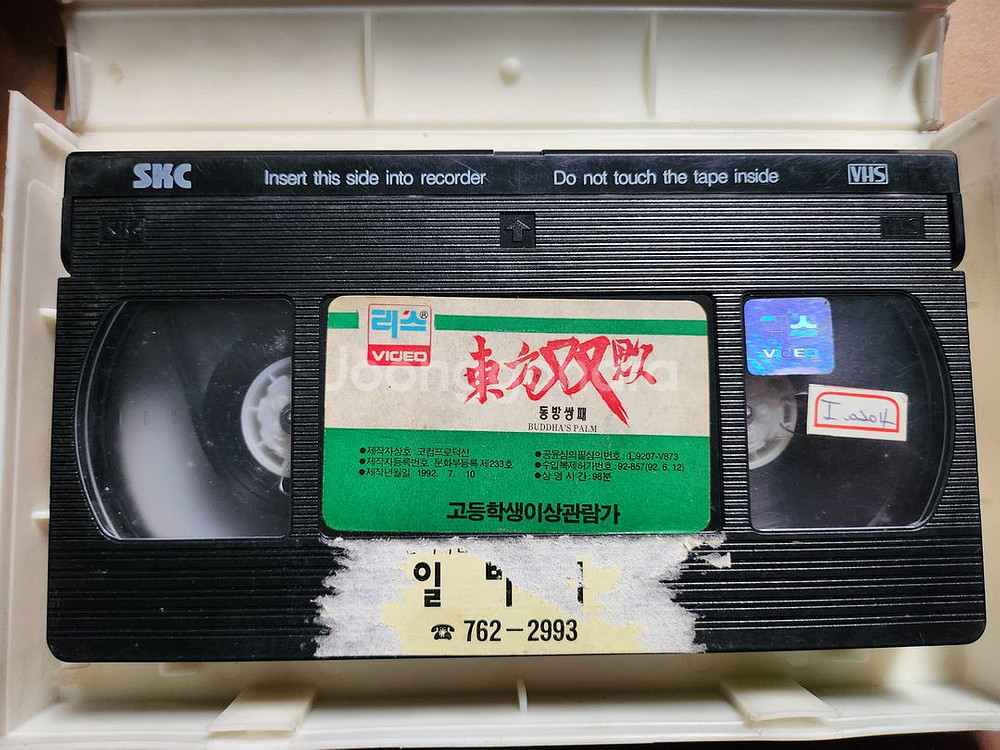 SKC
Insert this side into recorder
Do not touch the tape inside
VHS
리스®
VIDEO
東方双敗
동방쌍패
BUDDHA'S PALM
●제작자상호:코컴프로덕션
●제작자등록번호:문화부등록 제233호
●제작년월일:1992. 7. 10
●공윤심의필심의번호:Ⓛ9207-V873
●수입복제허가번호:92-857(92. 6. 12)
●상영시간:98분
고등학생이상관람가
VIDEO
I-0204
일
☎ 762-2993